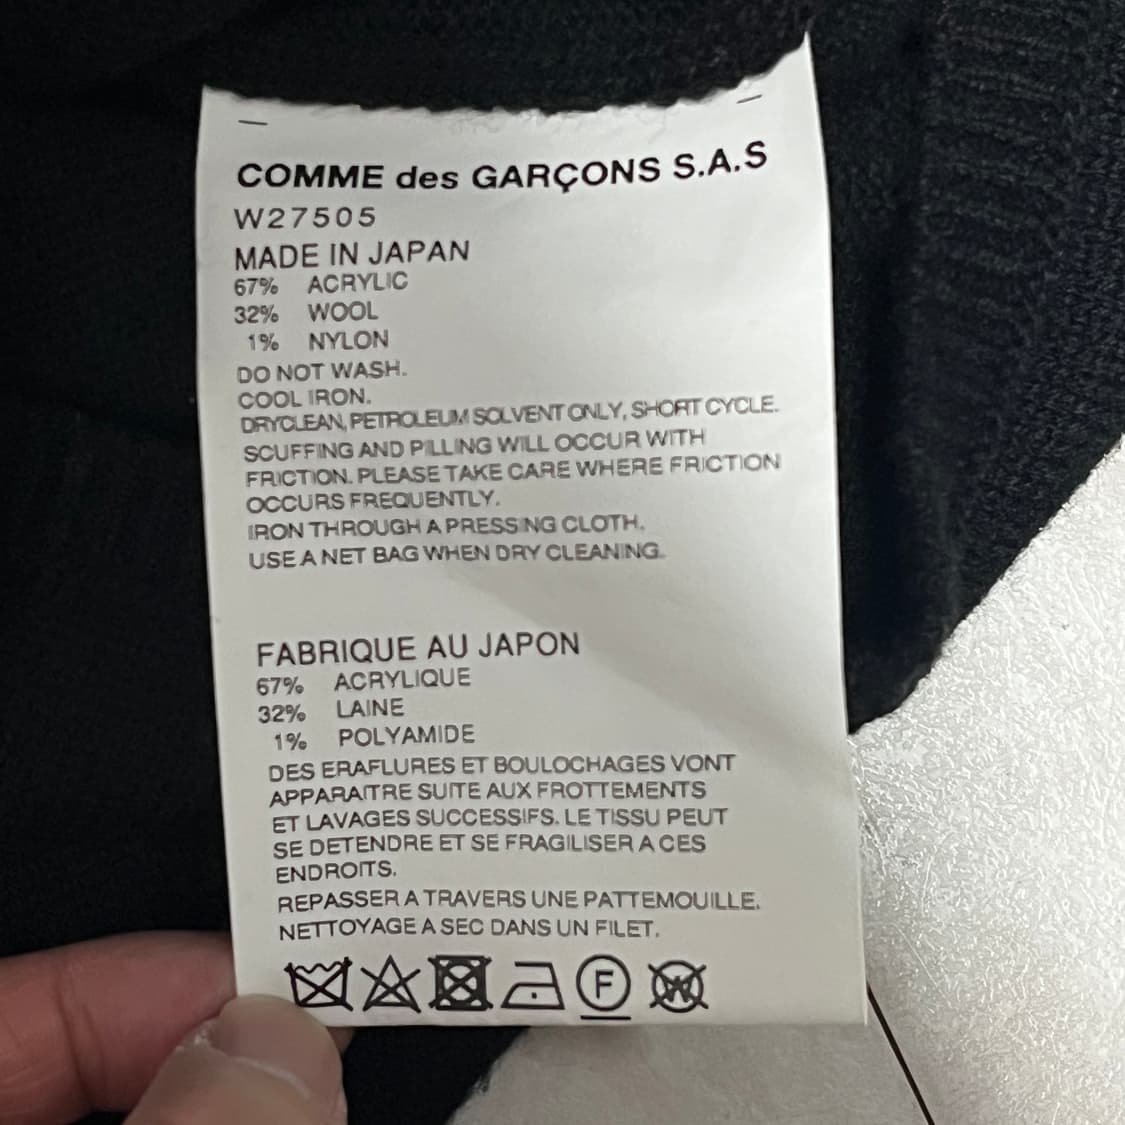 COMME des GARÇONS S.A.S
W27505
MADE IN JAPAN
67% ACRYLIC
32% WOOL
1% NYLON
DO NOT WASH.
COOL IRON.
DRYCLEAN, PETROLEUM SOLVENT ONLY, SHORT CYCLE.
SCUFFING AND PILLING WILL OCCUR WITH
FRICTION. PLEASE TAKE CARE WHERE FRICTION
OCCURS FREQUENTLY.
IRON THROUGH A PRESSING CLOTH.
USE A NET BAG WHEN DRY CLEANING.
FABRIQUE AU JAPON
67% ACRYLIQUE
32% LAINE
1% POLYAMIDE
DES ERAFLURES ET BOULOCHAGES VONT
APPARAITRE SUITE AUX FROTTEMENTS
ET LAVAGES SUCCESSIFS. LE TISSU PEUT
SE DETENDRE ET SE FRAGILISER A CES
ENDROITS.
REPASSER A TRAVERS UNE PATTEMOUILLE.
NETTOYAGE A SEC DANS UN FILET.
F W